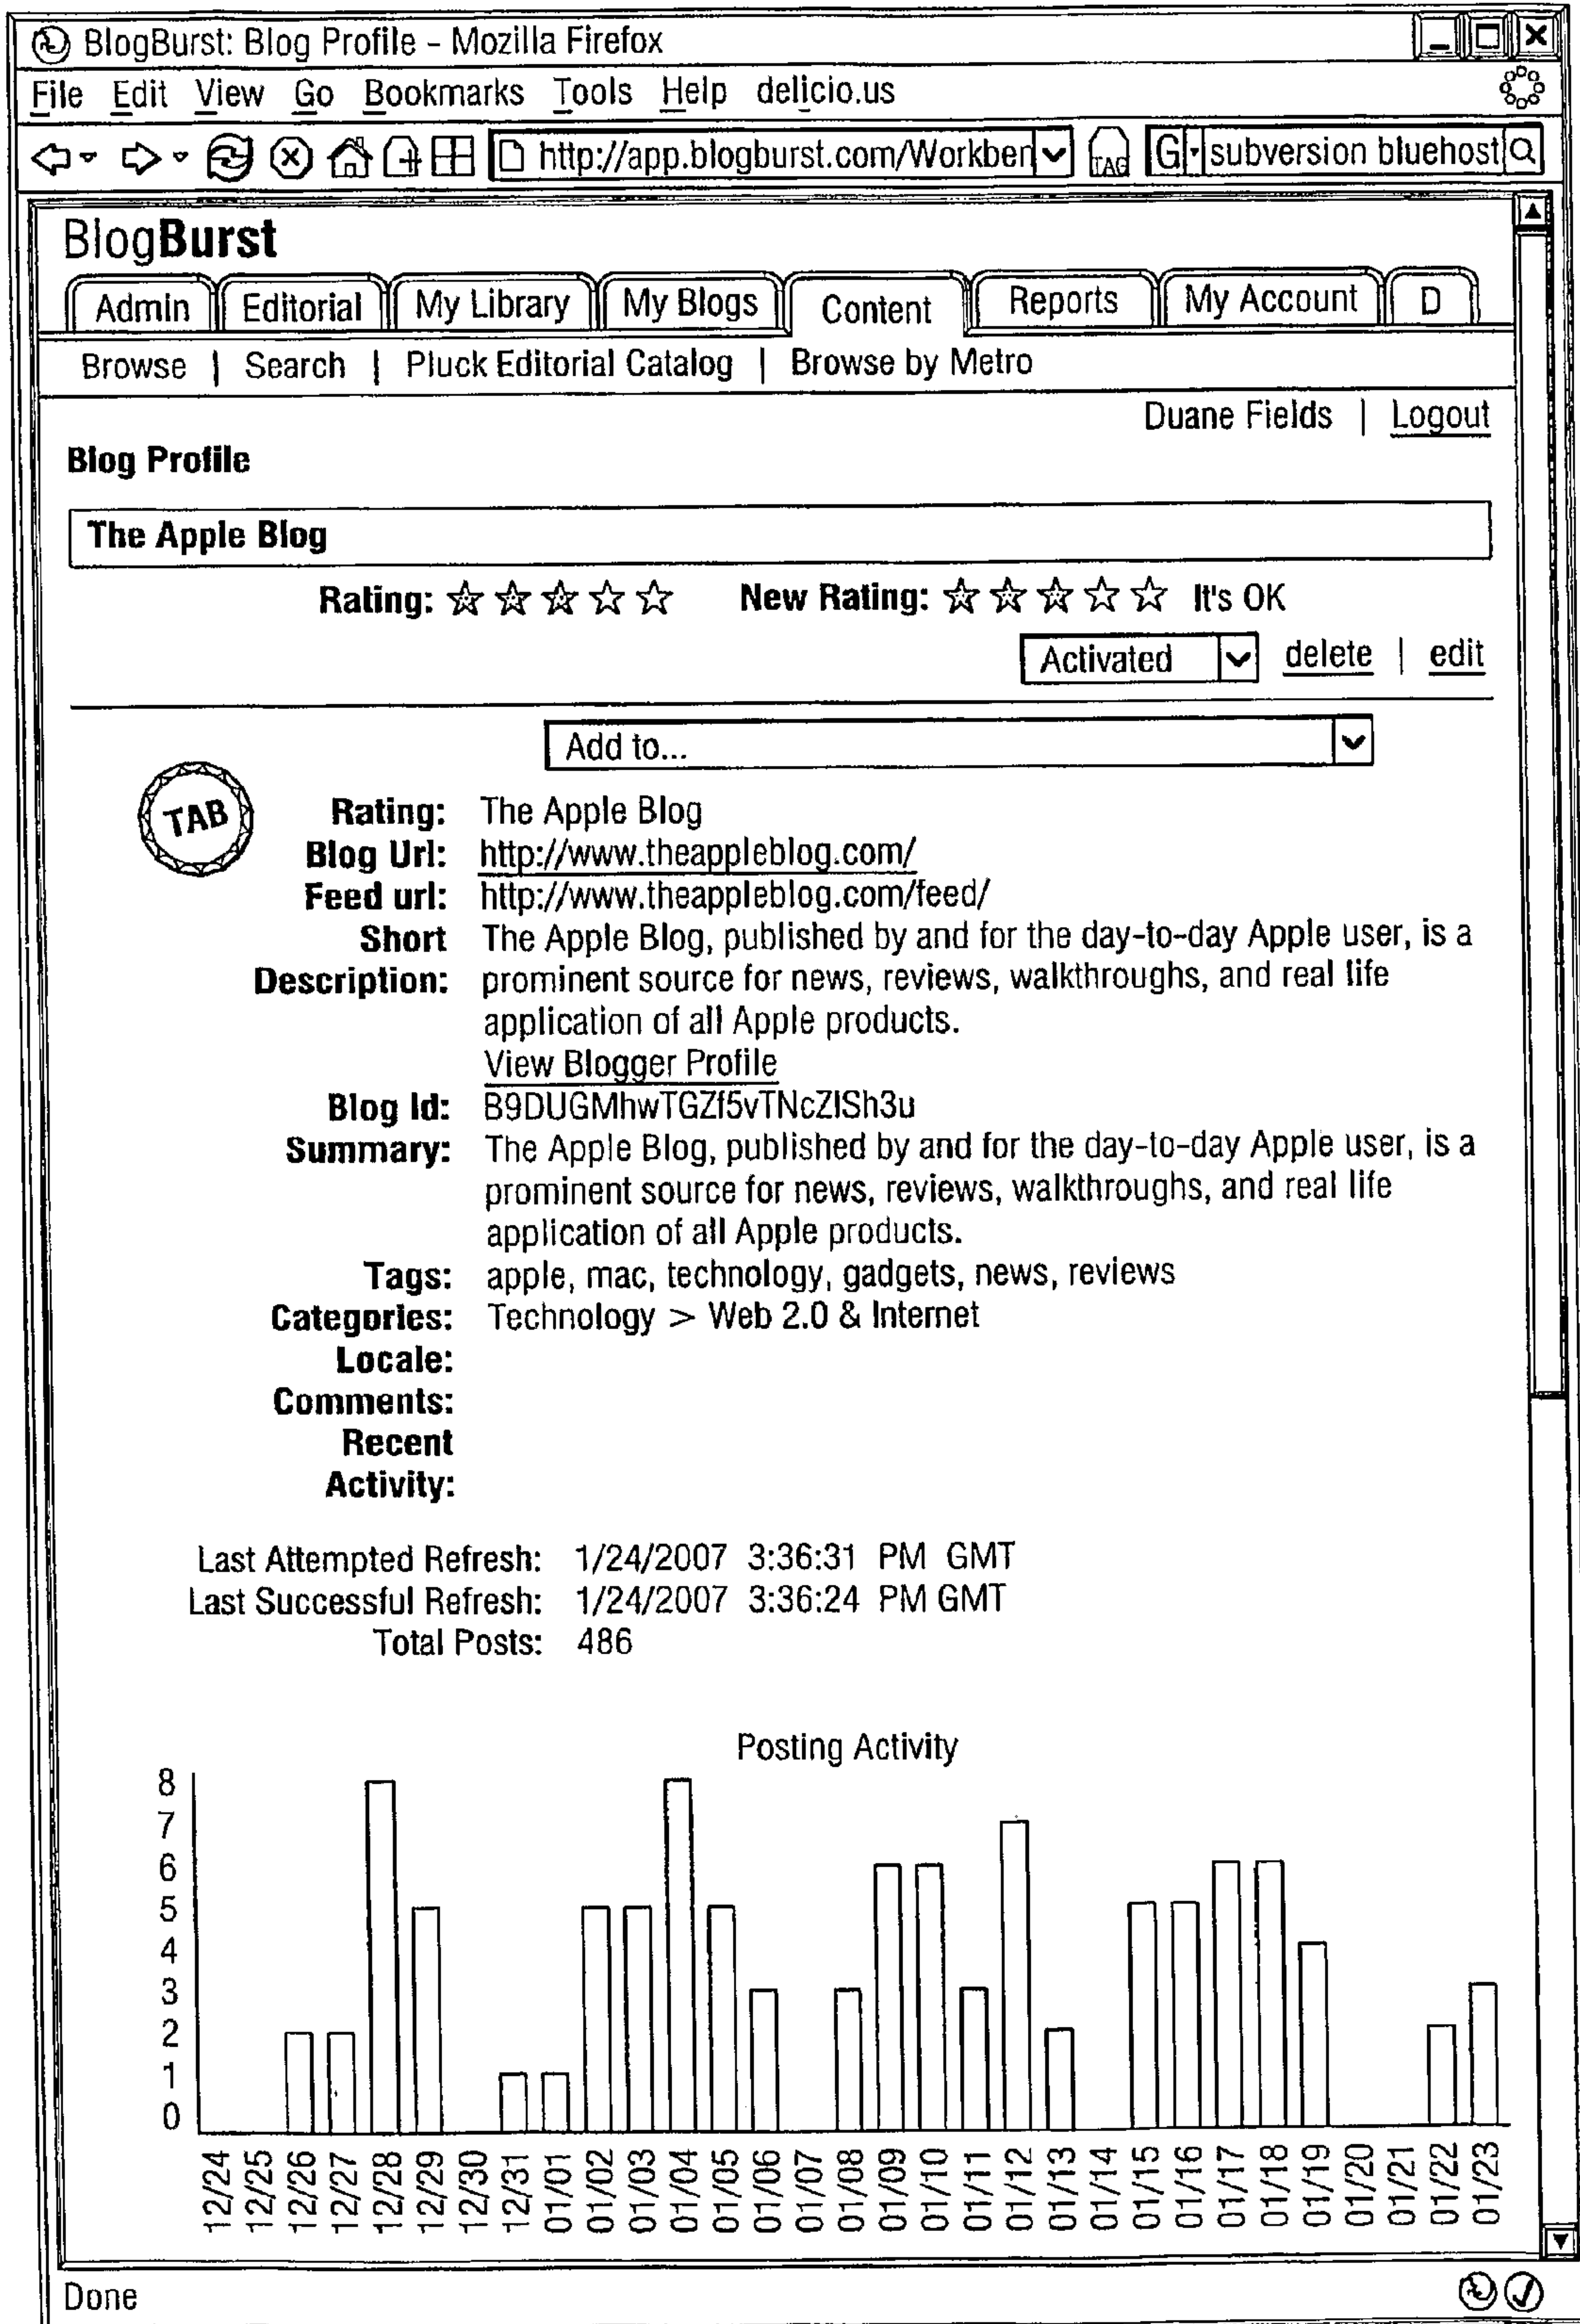 BlogBurst: Blog Profile - Mozilla Firefox
File Edit View Go Bookmarks Tools Help delicio.us
http://app.blogburst.com/Workben TAG G subversion bluehost
BlogBurst
Admin Editorial My Library My Blogs Content Reports My Account D
Browse | Search | Pluck Editorial Catalog | Browse by Metro
Duane Fields | Logout
Blog Profile
The Apple Blog
Rating: New Rating: It's OK
Activated delete | edit
Add to...
TAB
Rating: The Apple Blog
Blog Url: http://www.theappleblog.com/
Feed url: http://www.theappleblog.com/feed/
Short The Apple Blog, published by and for the day-to-day Apple user, is a
Description: prominent source for news, reviews, walkthroughs, and real life
application of all Apple products.
View Blogger Profile
Blog Id: B9DUGMhwTGZf5vTNcZISh3u
Summary: The Apple Blog, published by and for the day-to-day Apple user, is a
prominent source for news, reviews, walkthroughs, and real life
application of all Apple products.
Tags: apple, mac, technology, gadgets, news, reviews
Categories: Technology > Web 2.0 & Internet
Locale:
Comments:
Recent
Activity:
Last Attempted Refresh: 1/24/2007 3:36:31 PM GMT
Last Successful Refresh: 1/24/2007 3:36:24 PM GMT
Total Posts: 486
Posting Activity
8
7
6
5
4
3
2
1
0
12/24 12/25 12/26 12/27 12/28 12/29 12/30 12/31 01/01 01/02 01/03 01/04 01/05 01/06 01/07 01/08 01/09 01/10 01/11 01/12 01/13 01/14 01/15 01/16 01/17 01/18 01/19 01/20 01/21 01/22 01/23
Done